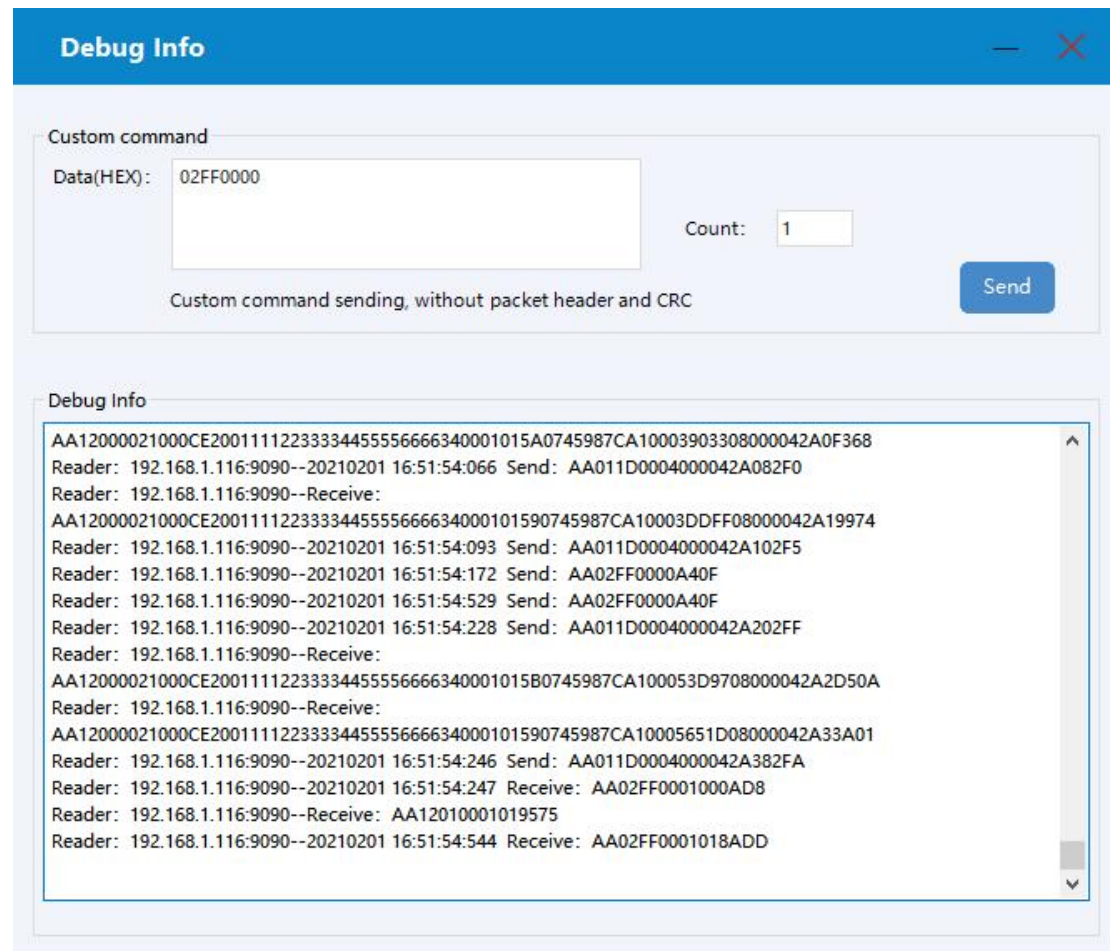 Debug Info
Custom command
Data(HEX): 02FF0000
Count: 1
Custom command sending, without packet header and CRC
Send
Debug Info
AA12000021000CE2001111223333445555666634000101​5A0745987CA10003903308000042A0F368
Reader: 192.168.1.116:9090--20210201 16:51:54:066 Send: AA011D0004000042A082F0
Reader: 192.168.1.116:9090--Receive:
AA12000021000CE2001111223333445555666634000101590745987CA10003DDFF08000042A19974
Reader: 192.168.1.116:9090--20210201 16:51:54:093 Send: AA011D0004000042A102F5
Reader: 192.168.1.116:9090--20210201 16:51:54:172 Send: AA02FF0000A40F
Reader: 192.168.1.116:9090--20210201 16:51:54:529 Send: AA02FF0000A40F
Reader: 192.168.1.116:9090--20210201 16:51:54:228 Send: AA011D0004000042A202FF
Reader: 192.168.1.116:9090--Receive:
AA12000021000CE20011112233334455556666340001015B0745987CA100053D9708000042A2D50A
Reader: 192.168.1.116:9090--Receive:
AA12000021000CE2001111223333445555666634000101590745987CA10005651D08000042A33A01
Reader: 192.168.1.116:9090--20210201 16:51:54:246 Send: AA011D0004000042A382FA
Reader: 192.168.1.116:9090--20210201 16:51:54:247 Receive: AA02FF0001000AD8
Reader: 192.168.1.116:9090--Receive: AA12010001019575
Reader: 192.168.1.116:9090--20210201 16:51:54:544 Receive: AA02FF0001018ADD